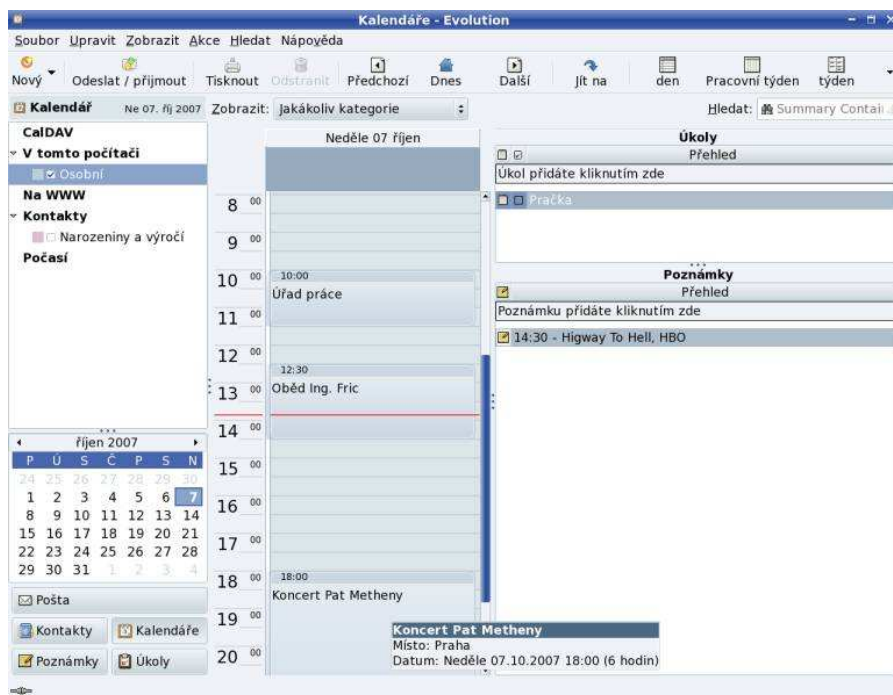 Kalendáře - Evolution
Soubor Upravit Zobrazit Akce Hledat Nápověda
Nový Odeslat / přijmout Tisknout Odstranit Předchozí Dnes Další Jít na den Pracovní týden týden
Kalendář Ne 07. říj 2007 Zobrazit: Jakákoliv kategorie Hledat: Summary Contai
CalDAV
V tomto počítači
Osobní
Na WWW
Kontakty
Narozeniny a výročí
Počasí
říjen 2007
P Ú S Č P S N
24 25 26 27 28 29 30
1 2 3 4 5 6 7
8 9 10 11 12 13 14
15 16 17 18 19 20 21
22 23 24 25 26 27 28
29 30 31 1 2 3 4
Pošta
Kontakty Kalendáře
Poznámky Úkoly
Neděle 07 říjen
8 00
9 00
10 00
10:00
Úřad práce
11 00
12 00
12:30
13 00
Oběd Ing. Fric
14 00
15 00
16 00
17 00
18 00
18:00
Koncert Pat Metheny
19 00
20 00
Koncert Pat Metheny
Místo: Praha
Datum: Neděle 07.10.2007 18:00 (6 hodin)
Úkoly
Přehled
Úkol přidáte kliknutím zde
Pračka
Poznámky
Přehled
Poznámku přidáte kliknutím zde
14:30 - Higway To Hell, HBO